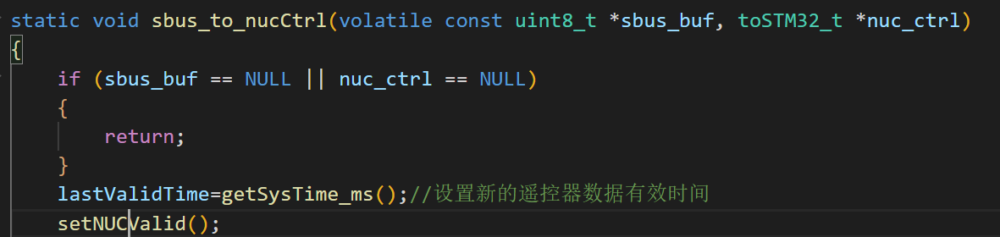 static void sbus_to_nucCtrl(volatile const uint8_t *sbus_buf, toSTM32_t *nuc_ctrl)
{
    if (sbus_buf == NULL || nuc_ctrl == NULL)
    {
        return;
    }
    lastValidTime=getSysTime_ms();//设置新的遥控器数据有效时间
    setNUCValid();